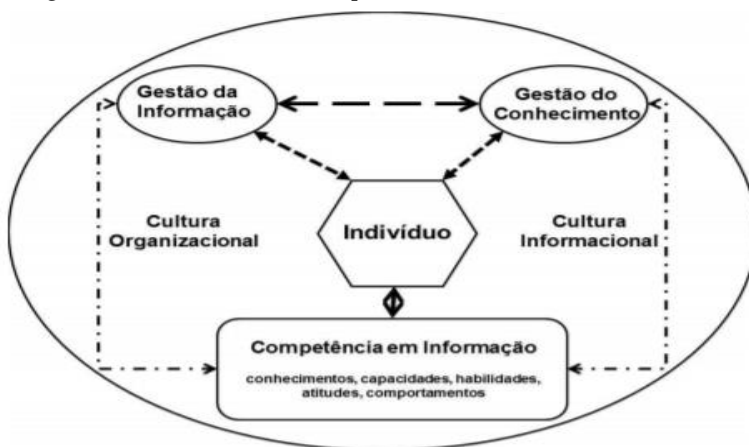 Gestão da
Informação
Gestão do
Conhecimento
Cultura
Organizacional
Indivíduo
Cultura
Informacional
Competência em Informação
conhecimentos, capacidades, habilidades,
atitudes, comportamentos